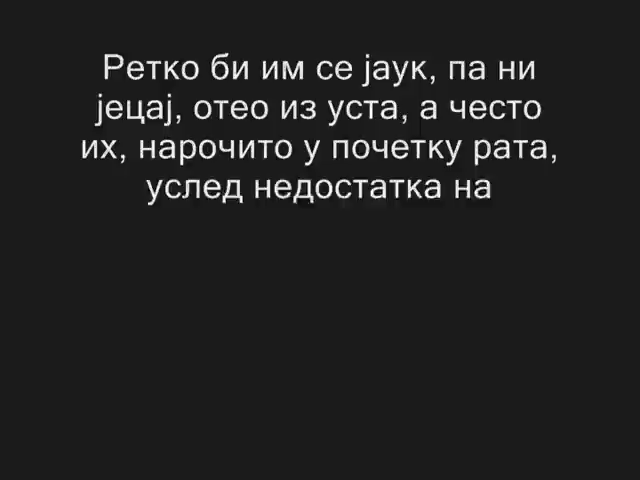 Ретко би им се јаук, па ни
јецај, отео из уста, а често
их, нарочито у почетку рата,
услед недостатка на